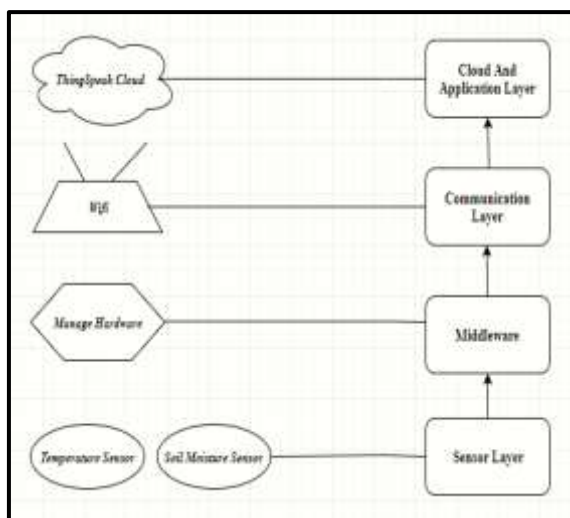 ThingSpeak Cloud
Cloud And
Application Layer
Wifi
Communication
Layer
Manage Hardware
Middleware
Temperature Sensor
Soil Moisture Sensor
Sensor Layer